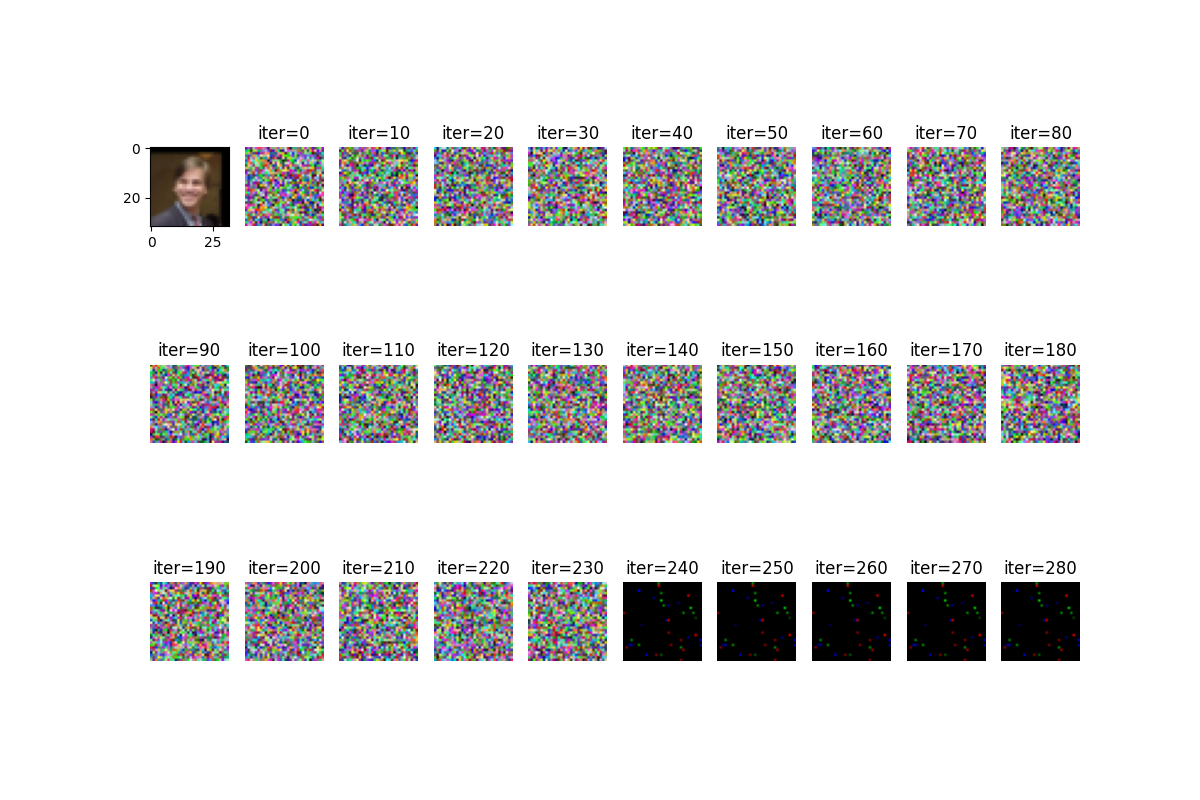 iter=0 iter=10 iter=20 iter=30 iter=40 iter=50 iter=60 iter=70 iter=80
0
20
0 25
iter=90 iter=100 iter=110 iter=120 iter=130 iter=140 iter=150 iter=160 iter=170 iter=180
iter=190 iter=200 iter=210 iter=220 iter=230 iter=240 iter=250 iter=260 iter=270 iter=280